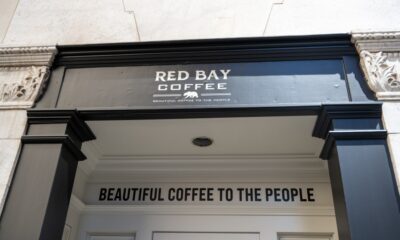 RED BAY
COFFEE
BEAUTIFUL COFFEE TO THE PEOPLE
BEAUTIFUL COFFEE TO THE PEOPLE